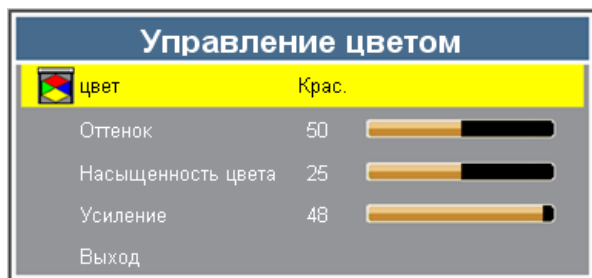 Управление цветом
цвет Крас.
Оттенок 50
Насыщенность цвета 25
Усиление 48
Выход